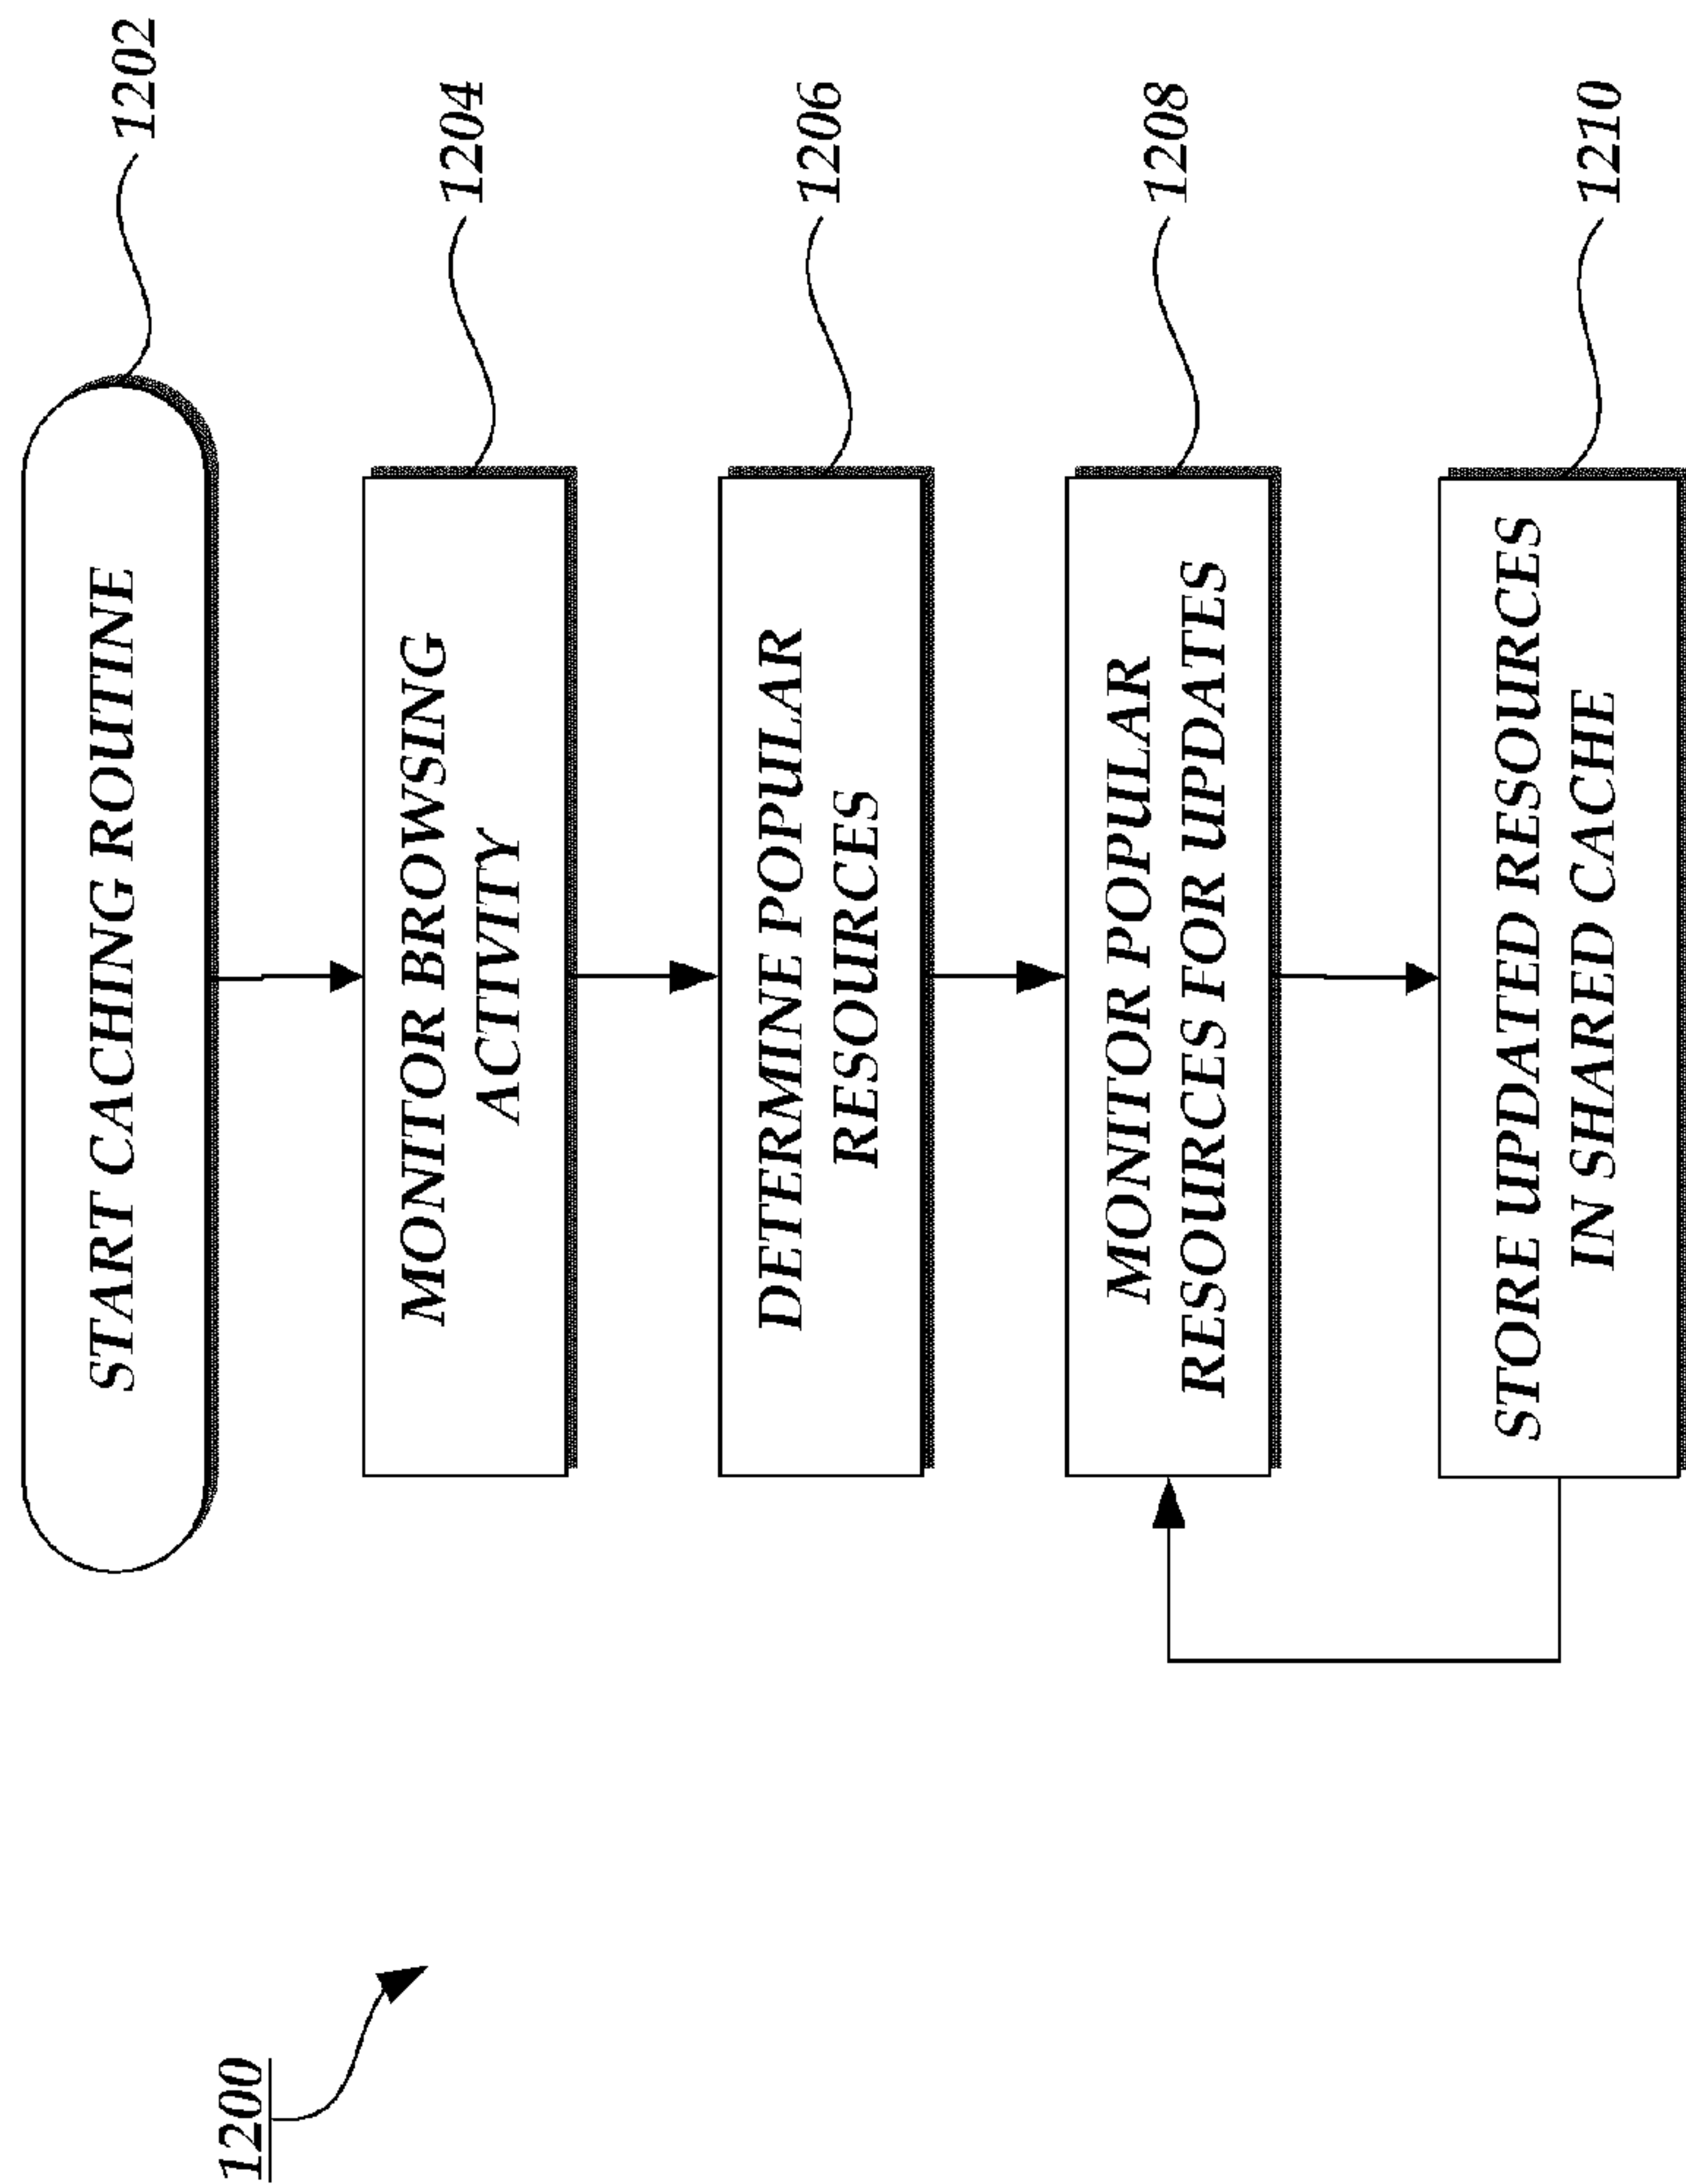 1200
START CACHING ROUTINE
1202
MONITOR BROWSING
ACTIVITY
1204
DETERMINE POPULAR
RESOURCES
1206
MONITOR POPULAR
RESOURCES FOR UPDATES
1208
STORE UPDATED RESOURCES
IN SHARED CACHE
1210